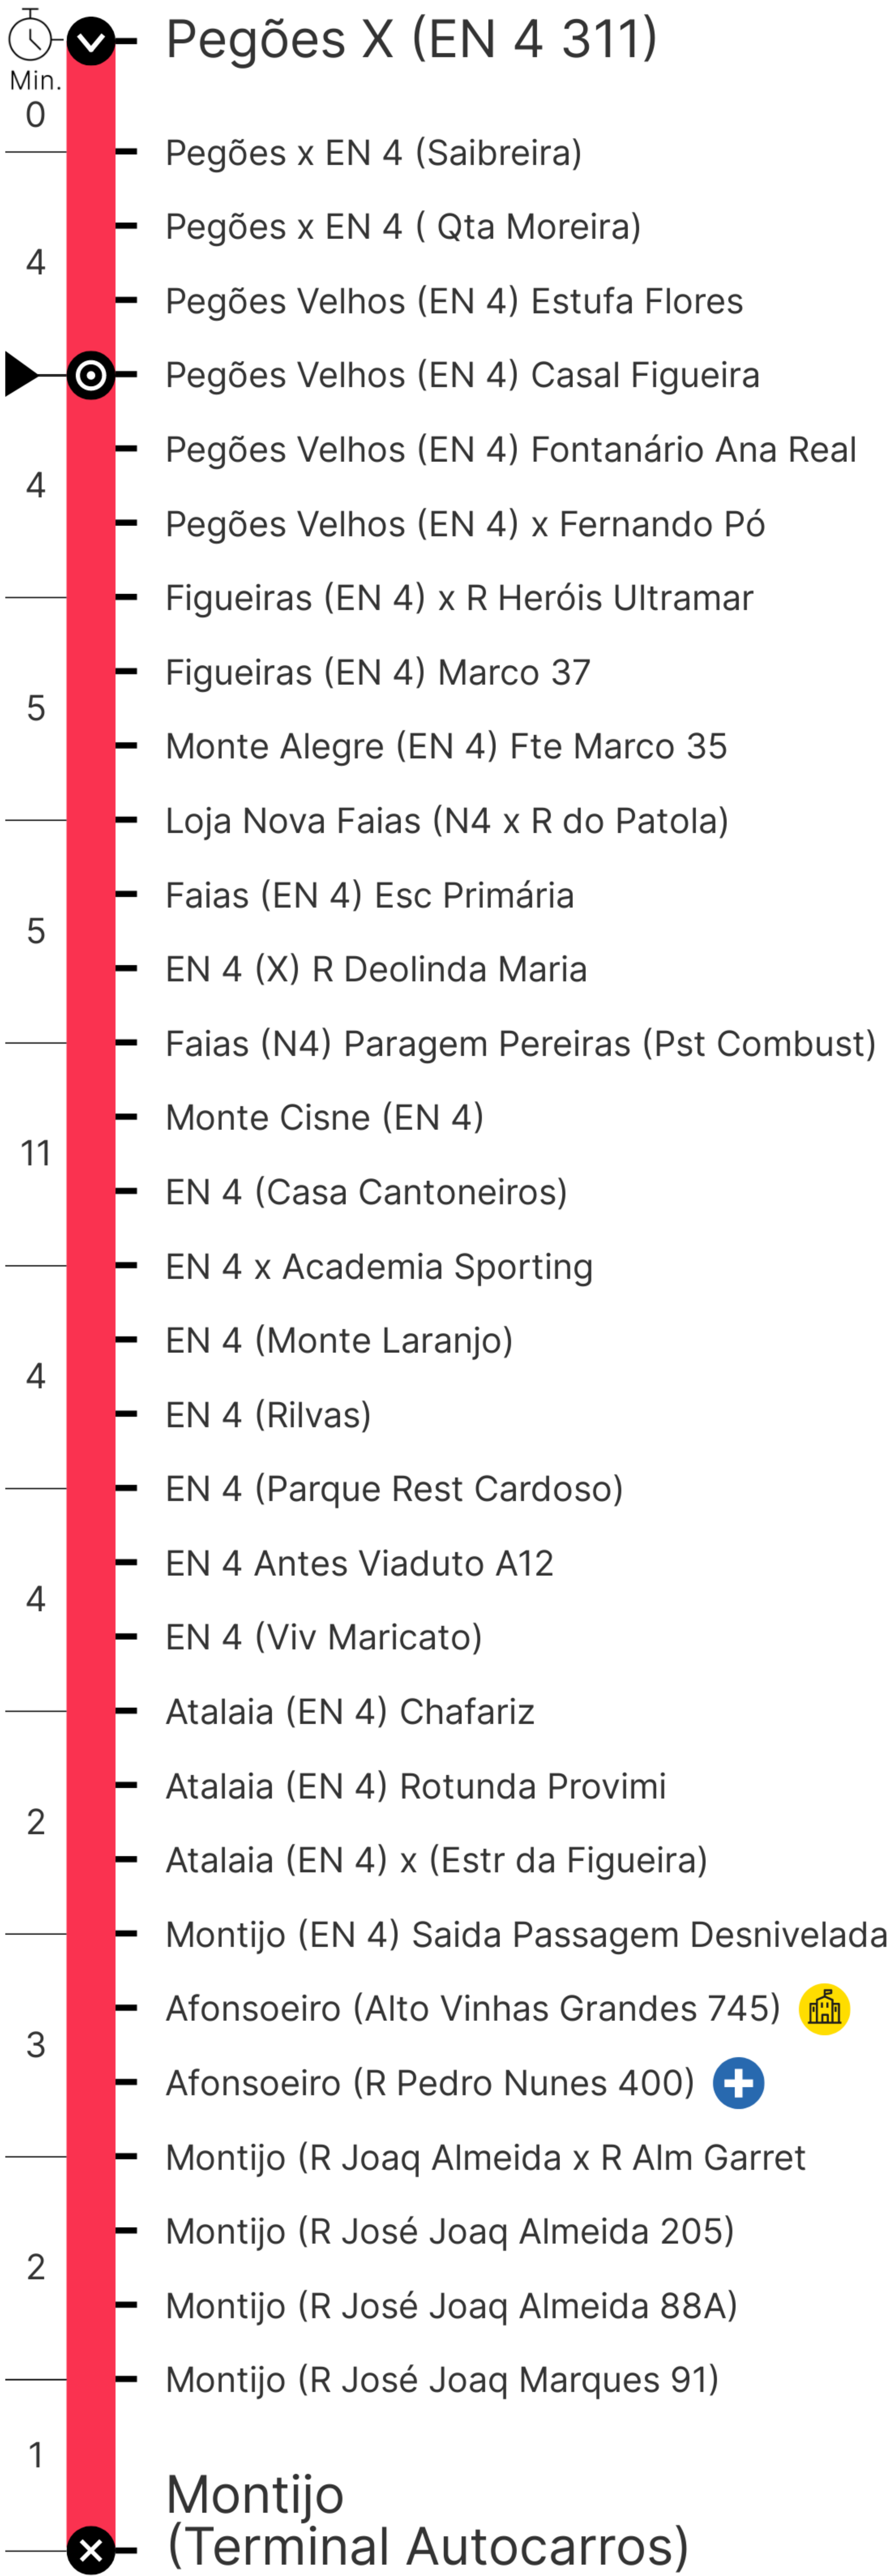 Pegões X (EN 4 311)
Min.
0
Pegões x EN 4 (Saibreira)
Pegões x EN 4 ( Qta Moreira)
4
Pegões Velhos (EN 4) Estufa Flores
Pegões Velhos (EN 4) Casal Figueira
Pegões Velhos (EN 4) Fontanário Ana Real
4
Pegões Velhos (EN 4) x Fernando Pó
Figueiras (EN 4) x R Heróis Ultramar
Figueiras (EN 4) Marco 37
5
Monte Alegre (EN 4) Fte Marco 35
Loja Nova Faias (N4 x R do Patola)
Faias (EN 4) Esc Primária
5
EN 4 (X) R Deolinda Maria
Faias (N4) Paragem Pereiras (Pst Combust)
Monte Cisne (EN 4)
11
EN 4 (Casa Cantoneiros)
EN 4 x Academia Sporting
EN 4 (Monte Laranjo)
4
EN 4 (Rilvas)
EN 4 (Parque Rest Cardoso)
EN 4 Antes Viaduto A12
4
EN 4 (Viv Maricato)
Atalaia (EN 4) Chafariz
Atalaia (EN 4) Rotunda Provimi
2
Atalaia (EN 4) x (Estr da Figueira)
Montijo (EN 4) Saida Passagem Desnivelada
Afonsoeiro (Alto Vinhas Grandes 745)
3
Afonsoeiro (R Pedro Nunes 400)
Montijo (R Joaq Almeida x R Alm Garret
Montijo (R José Joaq Almeida 205)
2
Montijo (R José Joaq Almeida 88A)
Montijo (R José Joaq Marques 91)
1
Montijo
(Terminal Autocarros)